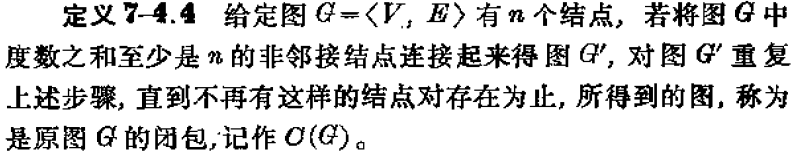 定义 7-4.4 给定图 G=〈V, E〉有 n 个结点, 若将图 G 中
度数之和至少是 n 的非邻接结点连接起来得图 G′, 对图 G′ 重复
上述步骤, 直到不再有这样的结点对存在为止, 所得到的图, 称为
是原图 G 的闭包, 记作 C(G)。